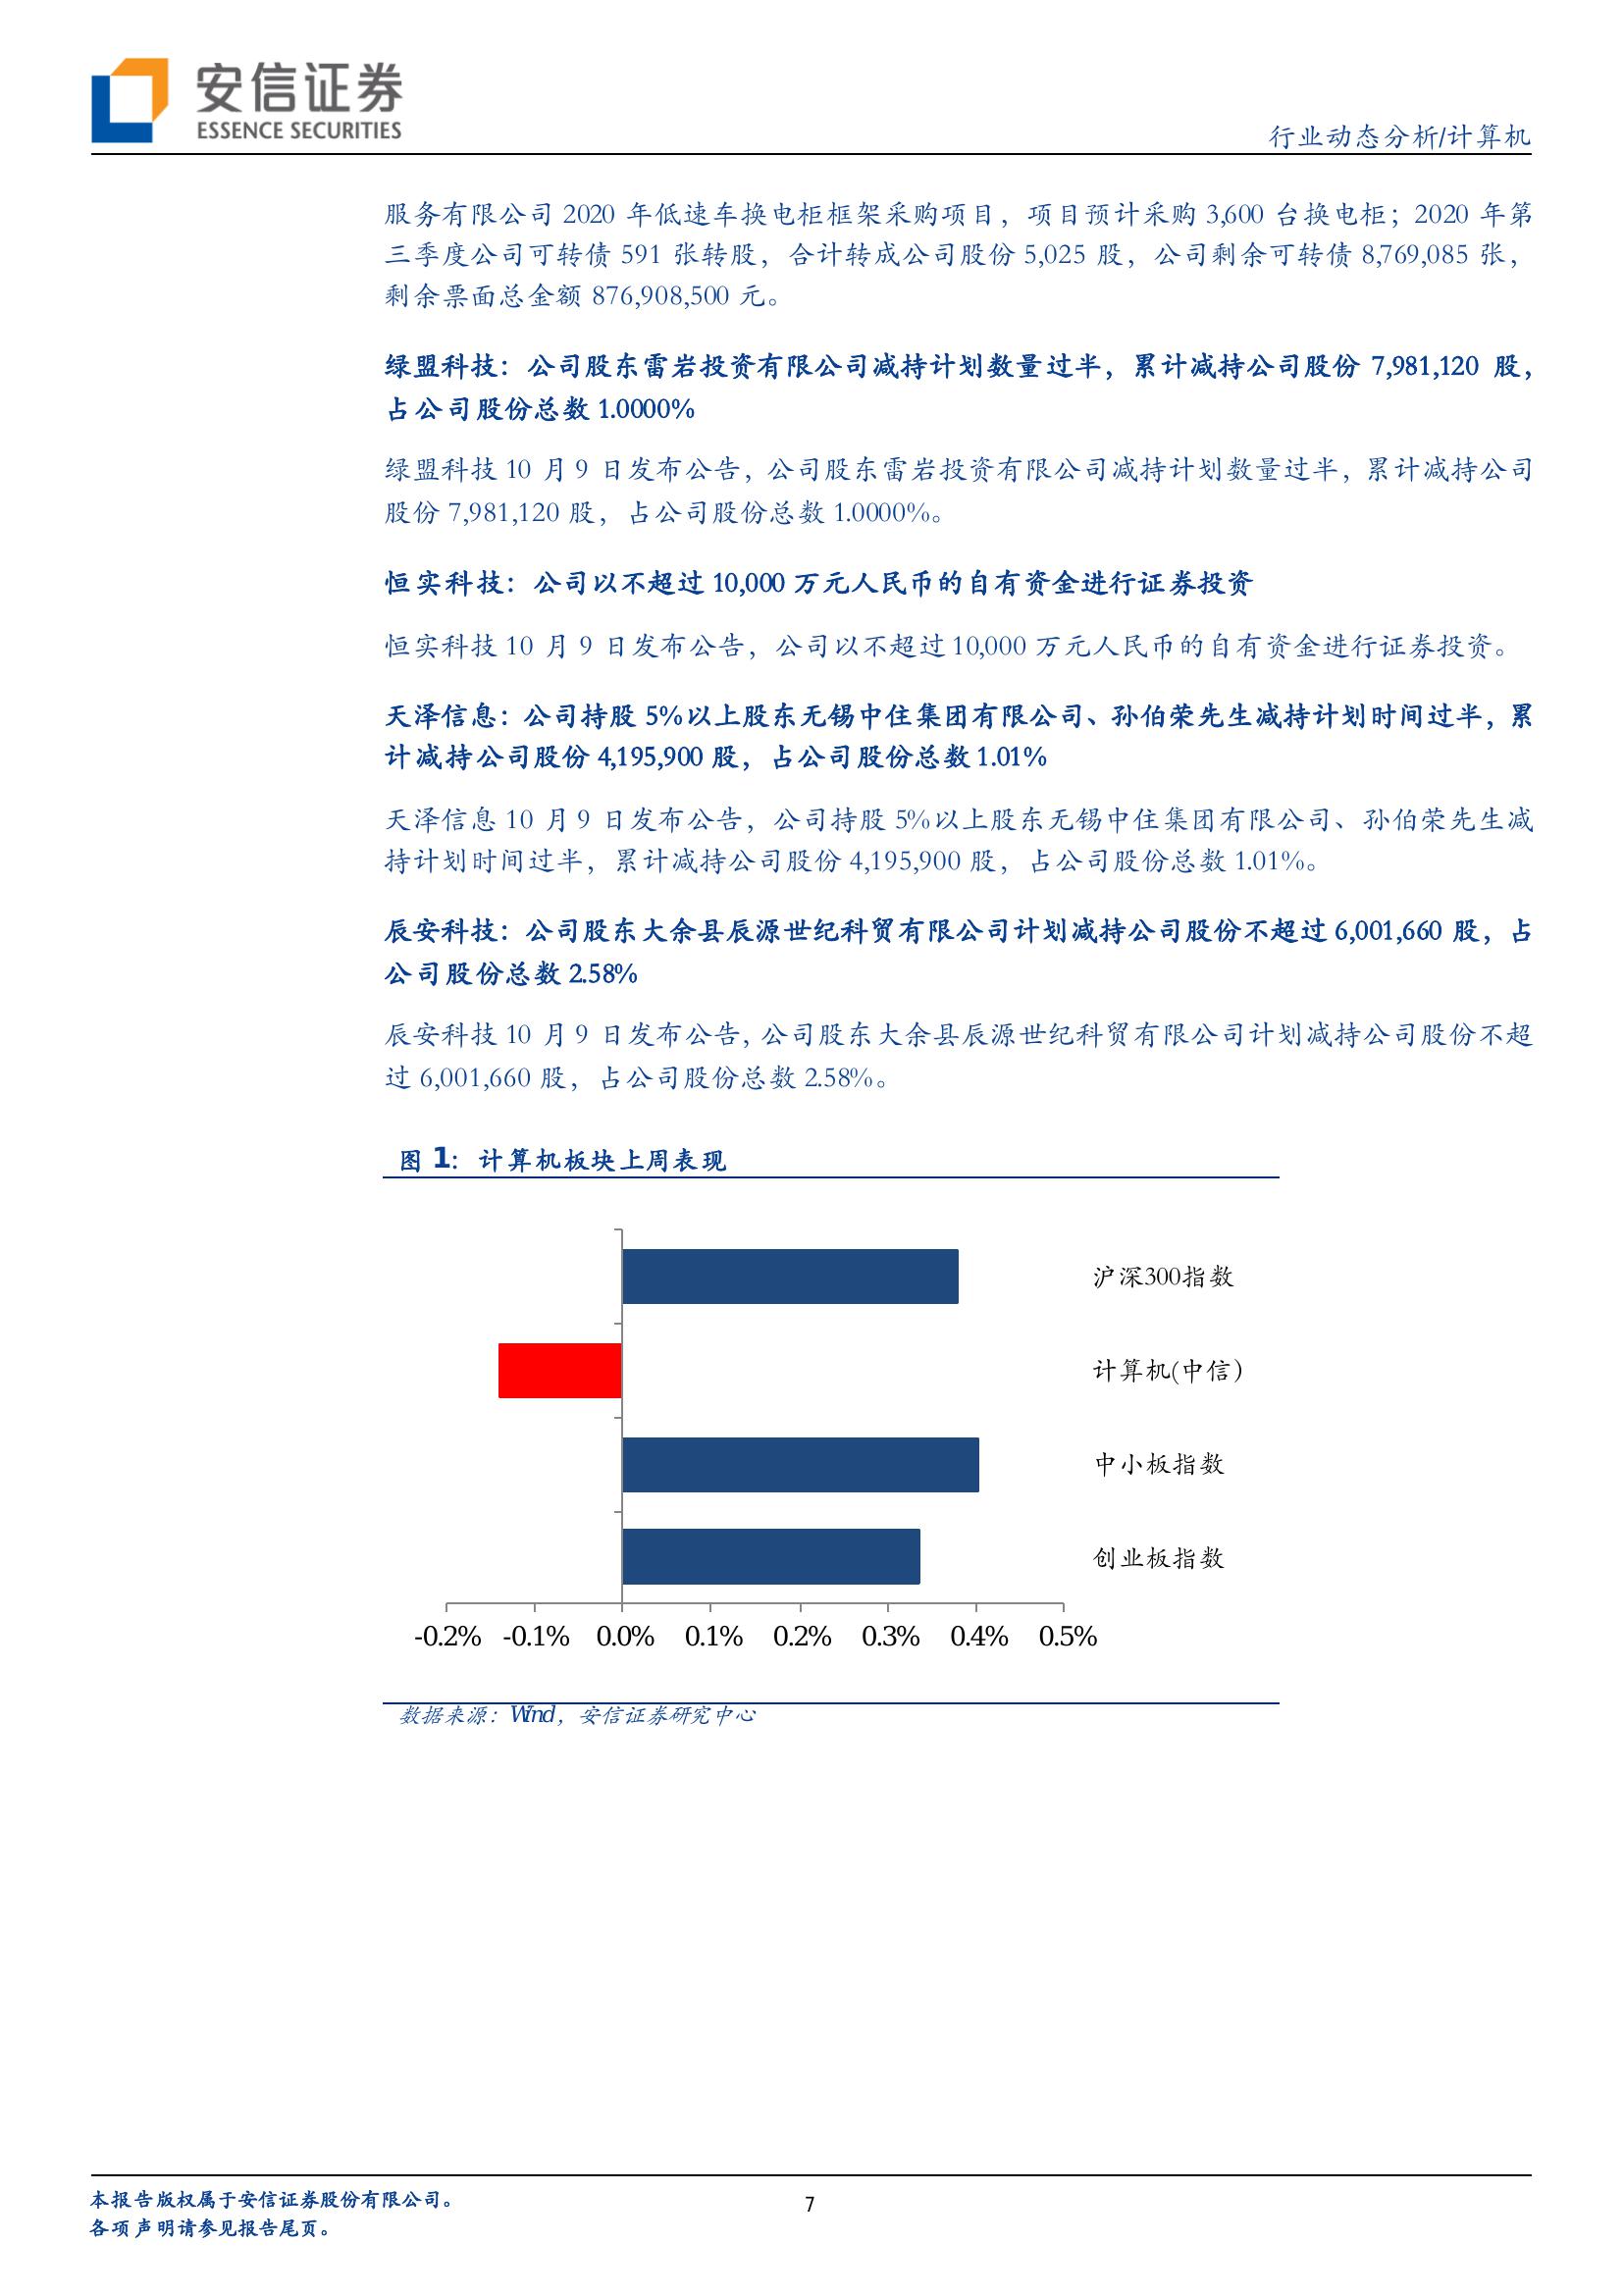 安信证券
ESSENCE SECURITIES
行业动态分析/计算机
服务有限公司 2020 年低速车换电柜框架采购项目，项目预计采购 3,600 台换电柜；2020 年第
三季度公司可转债 591 张转股，合计转成公司股份 5,025 股，公司剩余可转债 8,769,085 张，
剩余票面总金额 876,908,500 元。
绿盟科技：公司股东雷岩投资有限公司减持计划数量过半，累计减持公司股份 7,981,120 股，
占公司股份总数 1.0000%
绿盟科技 10 月 9 日发布公告，公司股东雷岩投资有限公司减持计划数量过半，累计减持公司
股份 7,981,120 股，占公司股份总数 1.0000%。
恒实科技：公司以不超过 10,000 万元人民币的自有资金进行证券投资
恒实科技 10 月 9 日发布公告，公司以不超过 10,000 万元人民币的自有资金进行证券投资。
天泽信息：公司持股 5%以上股东无锡中住集团有限公司、孙伯荣先生减持计划时间过半，累
计减持公司股份 4,195,900 股，占公司股份总数 1.01%
天泽信息 10 月 9 日发布公告，公司持股 5%以上股东无锡中住集团有限公司、孙伯荣先生减
持计划时间过半，累计减持公司股份 4,195,900 股，占公司股份总数 1.01%。
辰安科技：公司股东大余县辰源世纪科贸有限公司计划减持公司股份不超过 6,001,660 股，占
公司股份总数 2.58%
辰安科技 10 月 9 日发布公告，公司股东大余县辰源世纪科贸有限公司计划减持公司股份不超
过 6,001,660 股，占公司股份总数 2.58%。
图 1：计算机板块上周表现
沪深300指数
计算机(中信）
中小板指数
创业板指数
-0.2% -0.1% 0.0% 0.1% 0.2% 0.3% 0.4% 0.5%
数据来源：Wind，安信证券研究中心
本报告版权属于安信证券股份有限公司。
各项声明请参见报告尾页。
7